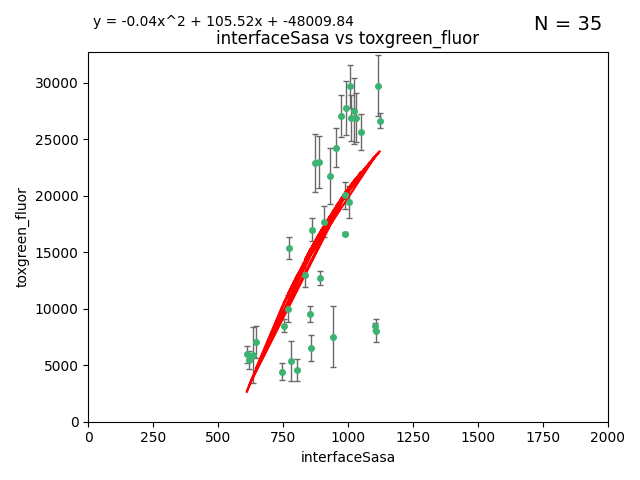 y = -0.04x^2 + 105.52x + -48009.84
N = 35
interfaceSasa vs toxgreen_fluor
30000
25000
20000
15000
10000
5000
0
toxgreen_fluor
0 250 500 750 1000 1250 1500 1750 2000
interfaceSasa